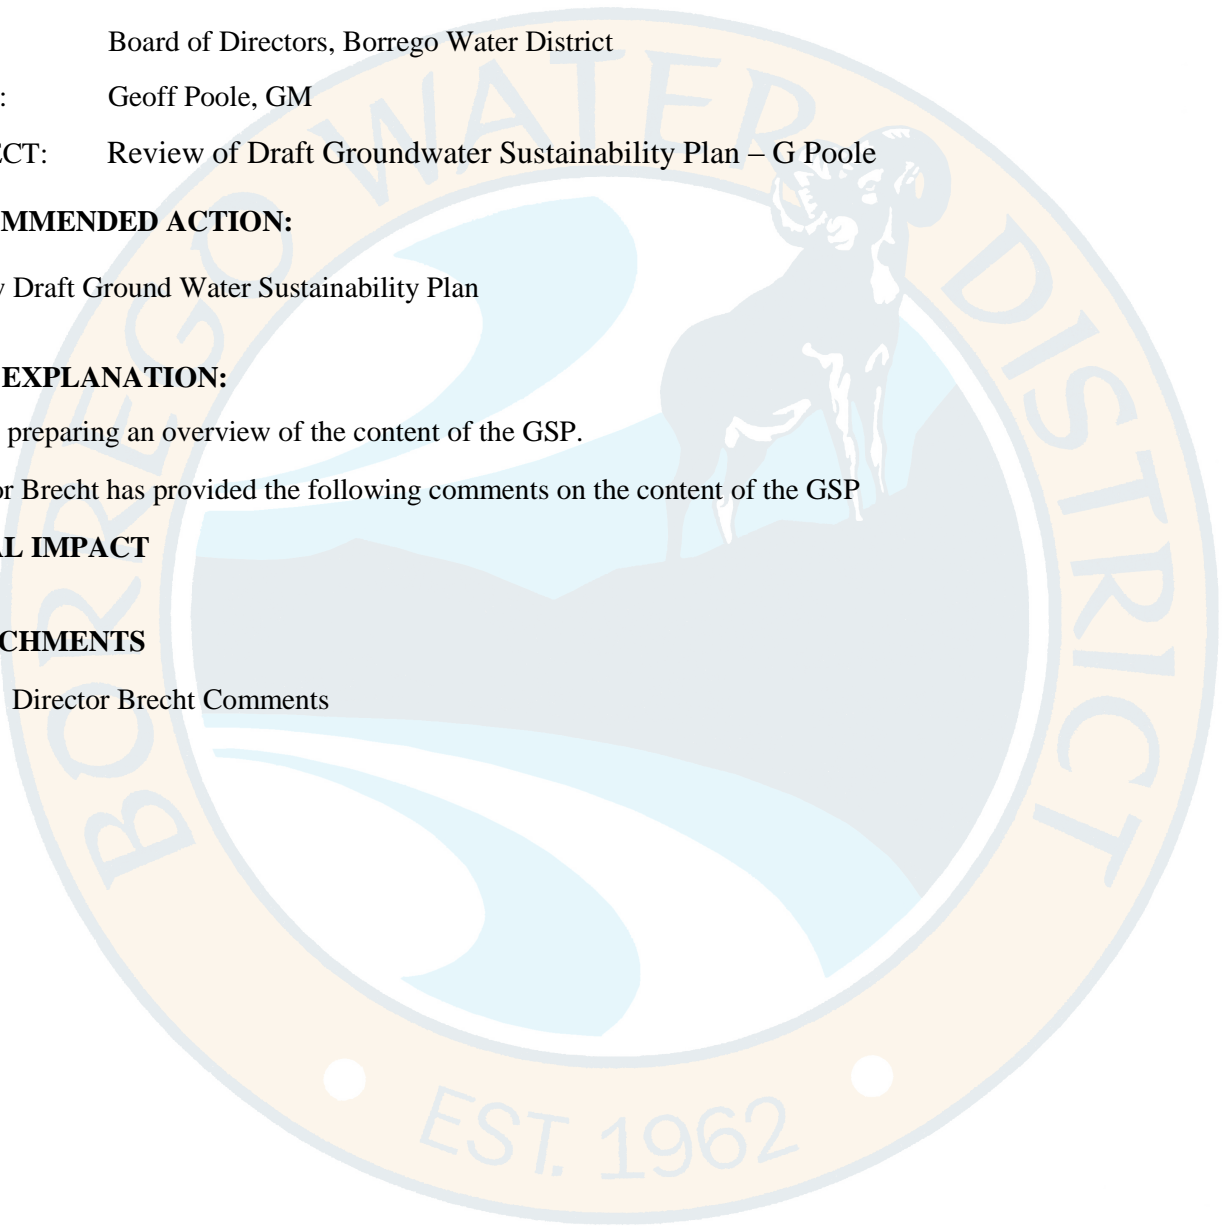 Board of Directors, Borrego Water District
: Geoff Poole, GM
ECT: Review of Draft Groundwater Sustainability Plan – G Poole
MMENDED ACTION:
Draft Ground Water Sustainability Plan
EXPLANATION:
preparing an overview of the content of the GSP.
or Brecht has provided the following comments on the content of the GSP
AL IMPACT
CHMENTS
Director Brecht Comments
BORREGO WATER DISTRICT
EST. 1962